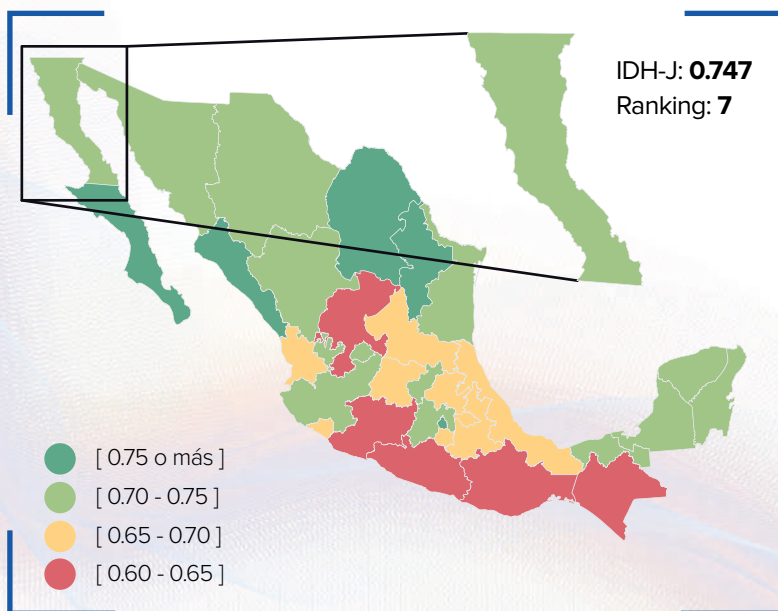 IDH-J: 0.747
Ranking: 7
[ 0.75 o más ]
[ 0.70 - 0.75 ]
[ 0.65 - 0.70 ]
[ 0.60 - 0.65 ]